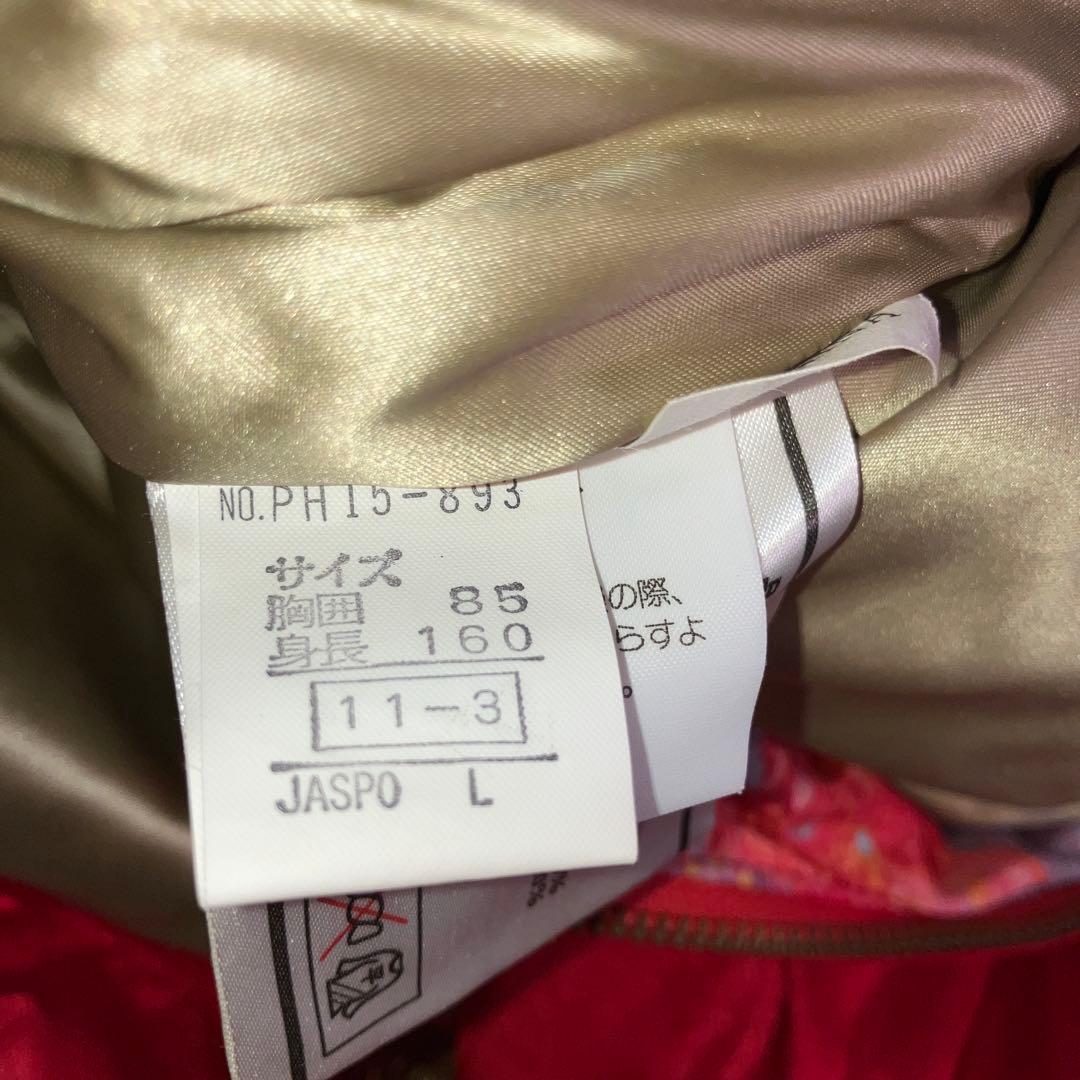 NO.PH15-893
サイズ
胸囲 85
身長 160
11-3
JASPO L
の際、
らすよ
。
平